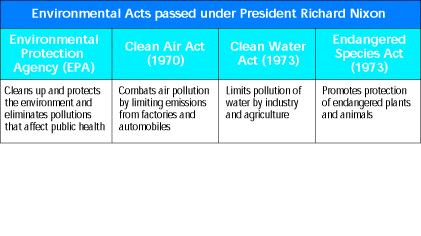 Environmental Acts passed under President Richard Nixon
Environmental
Protection
Agency (EPA)
Clean Air Act
(1970)
Clean Water
Act (1973)
Endangered
Species Act
(1973)
Cleans up and protects
the environment and
eliminates pollutions
that affect public health
Combats air pollution
by limiting emissions
from factories and
automobiles
Limits pollution of
water by industry
and agriculture
Promotes protection
of endangered plants
and animals